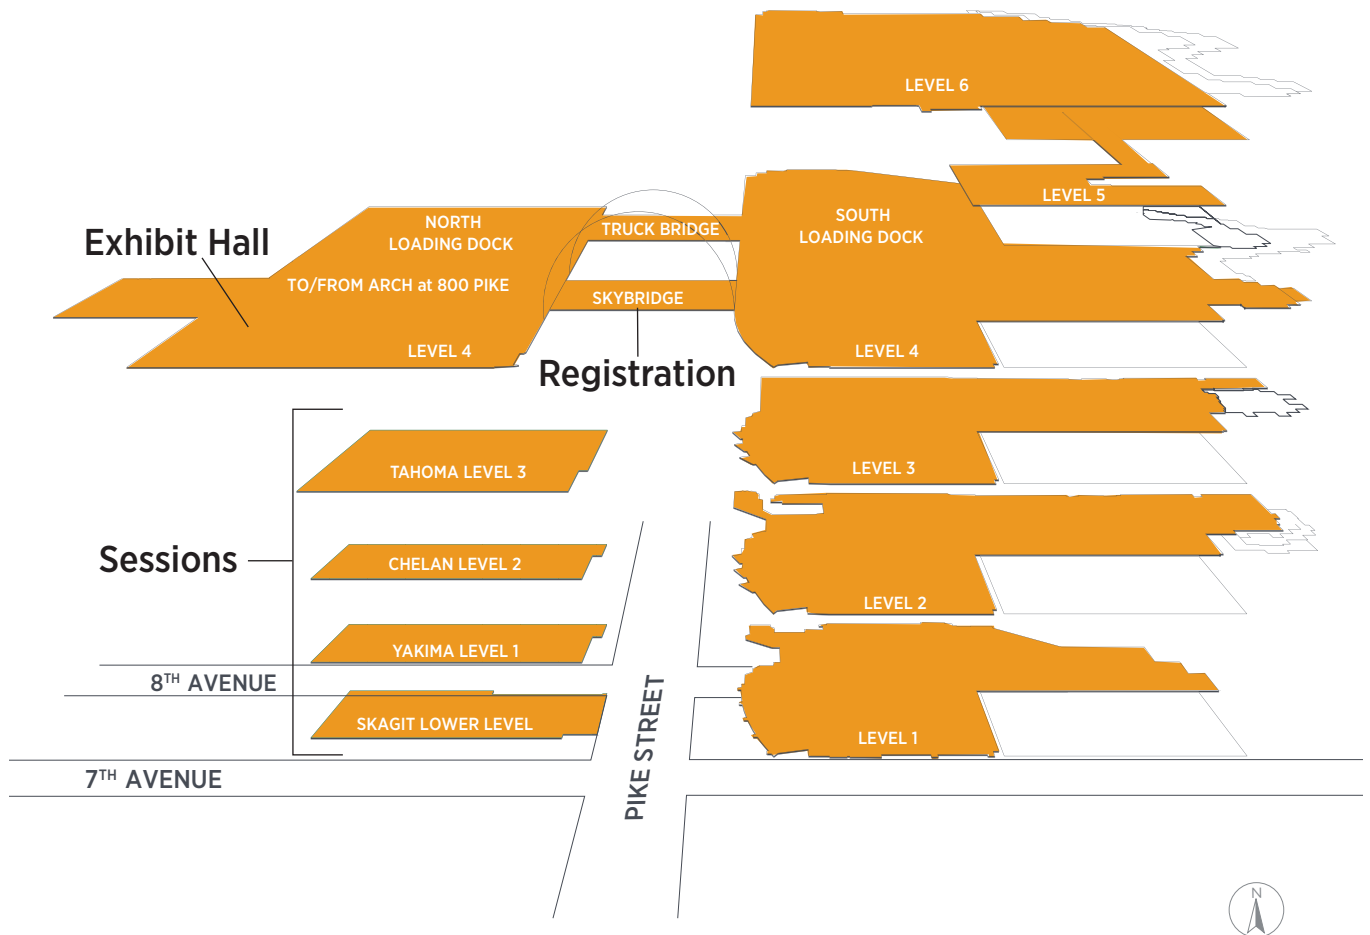 LEVEL 6
LEVEL 5
NORTH
LOADING DOCK
TRUCK BRIDGE
SOUTH
LOADING DOCK
Exhibit Hall
TO/FROM ARCH at 800 PIKE
SKYBRIDGE
LEVEL 4
LEVEL 4
Registration
TAHOMA LEVEL 3
LEVEL 3
Sessions
CHELAN LEVEL 2
LEVEL 2
YAKIMA LEVEL 1
8TH AVENUE
SKAGIT LOWER LEVEL
LEVEL 1
7TH AVENUE
PIKE STREET
N